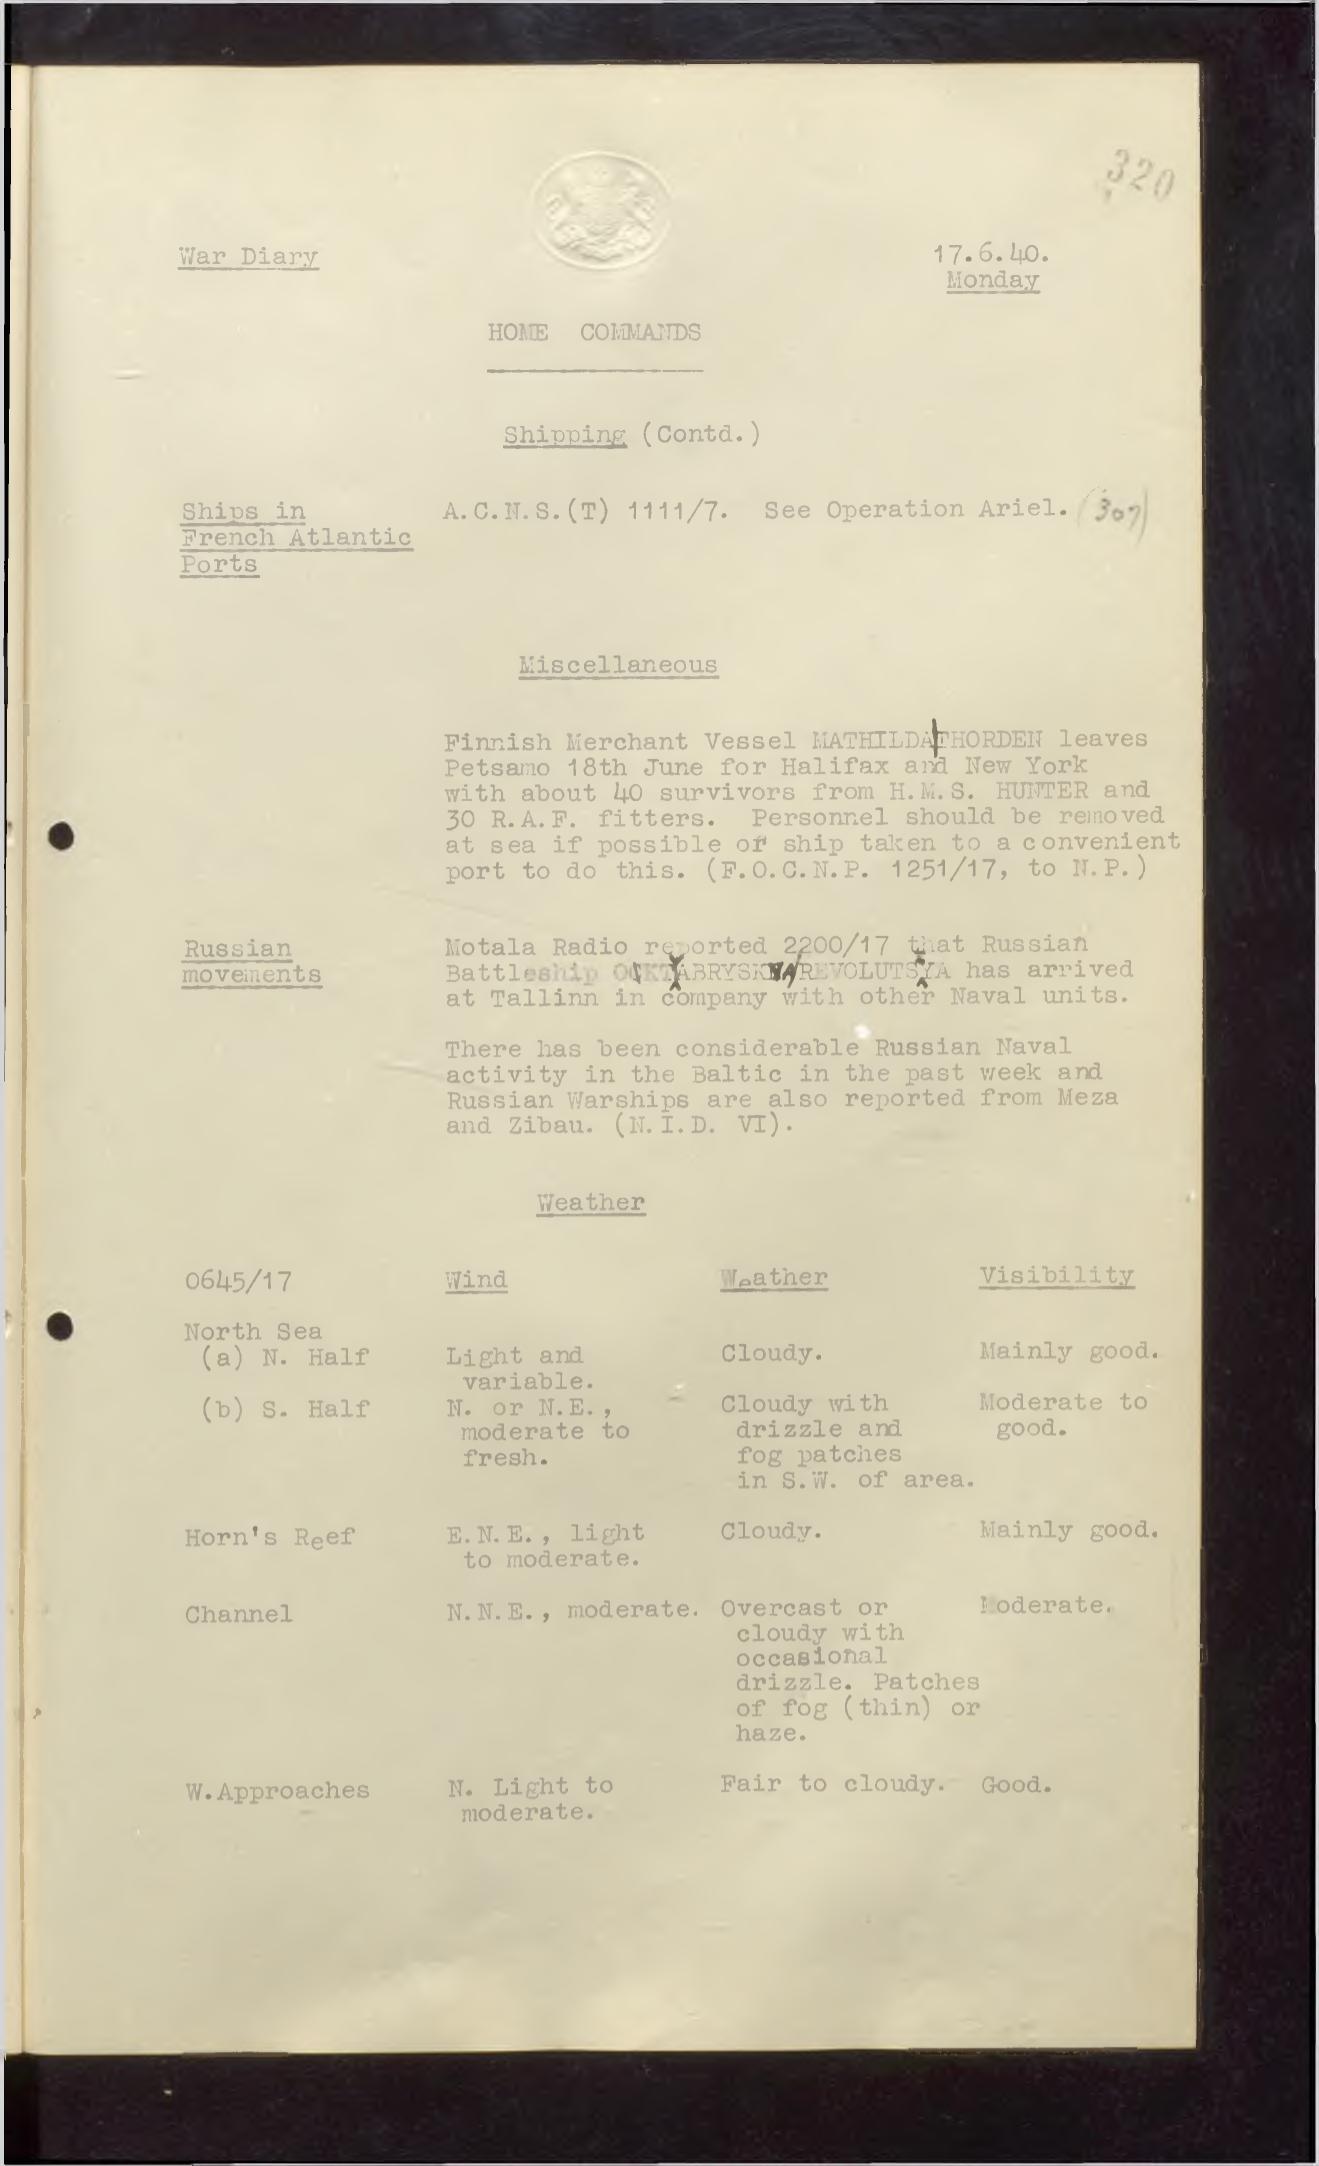 320
War Diary
17.6.40.
Monday
HOME COMMANDS
Shipping (Contd.)
Ships in
French Atlantic
Ports
A.C.N.S.(T) 1111/7. See Operation Ariel. (307)
Miscellaneous
Finnish Merchant Vessel MATHILDA THORDEN leaves
Petsamo 18th June for Halifax and New York
with about 40 survivors from H.M.S. HUNTER and
30 R.A.F. fitters. Personnel should be removed
at sea if possible or ship taken to a convenient
port to do this. (F.O.C.N.P. 1251/17, to N.P.)
Russian
movements
Motala Radio reported 2200/17 that Russian
Battleship has arrived
at Tallinn in company with other Naval units.
There has been considerable Russian Naval
activity in the Baltic in the past week and
Russian Warships are also reported from Meza
and Zibau. (N.I.D. VI).
Weather
0645/17 Wind Weather Visibility
North Sea
(a) N. Half Light and Cloudy. Mainly good.
variable.
(b) S. Half N. or N.E., Cloudy with Moderate to
moderate to drizzle and good.
fresh. fog patches
in S.W. of area.
Horn's Reef E.N.E., light Cloudy. Mainly good.
to moderate.
Channel N.N.E., moderate. Overcast or Moderate.
cloudy with
occasional
drizzle. Patches
of fog (thin) or
haze.
W.Approaches N. Light to Fair to cloudy. Good.
moderate.